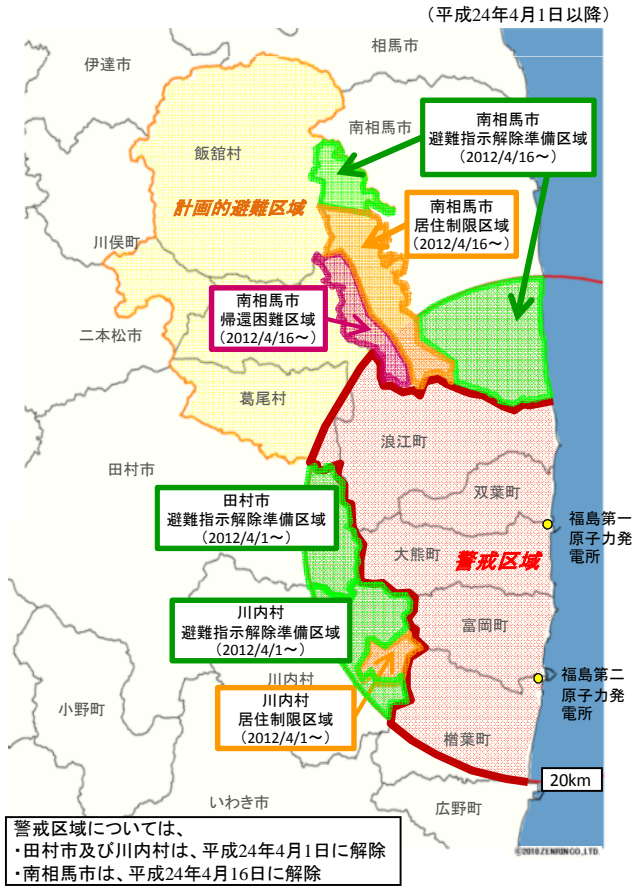 (平成24年4月1日以降)
相馬市
伊達市
南相馬市
飯舘村
南相馬市
避難指示解除準備区域
(2012/4/16～)
計画的避難区域
南相馬市
居住制限区域
(2012/4/16～)
川俣町
南相馬市
帰還困難区域
(2012/4/16～)
二本松市
葛尾村
浪江町
田村市
双葉町
田村市
避難指示解除準備区域
(2012/4/1～)
福島第一
原子力発
電所
大熊町
警戒区域
川内村
避難指示解除準備区域
(2012/4/1～)
富岡町
川内村
福島第二
原子力発
電所
川内村
居住制限区域
(2012/4/1～)
小野町
楢葉町
20km
いわき市
広野町
警戒区域については、
・田村市及び川内村は、平成24年4月1日に解除
・南相馬市は、平成24年4月16日に解除
©2010 ZENRIN CO., LTD.